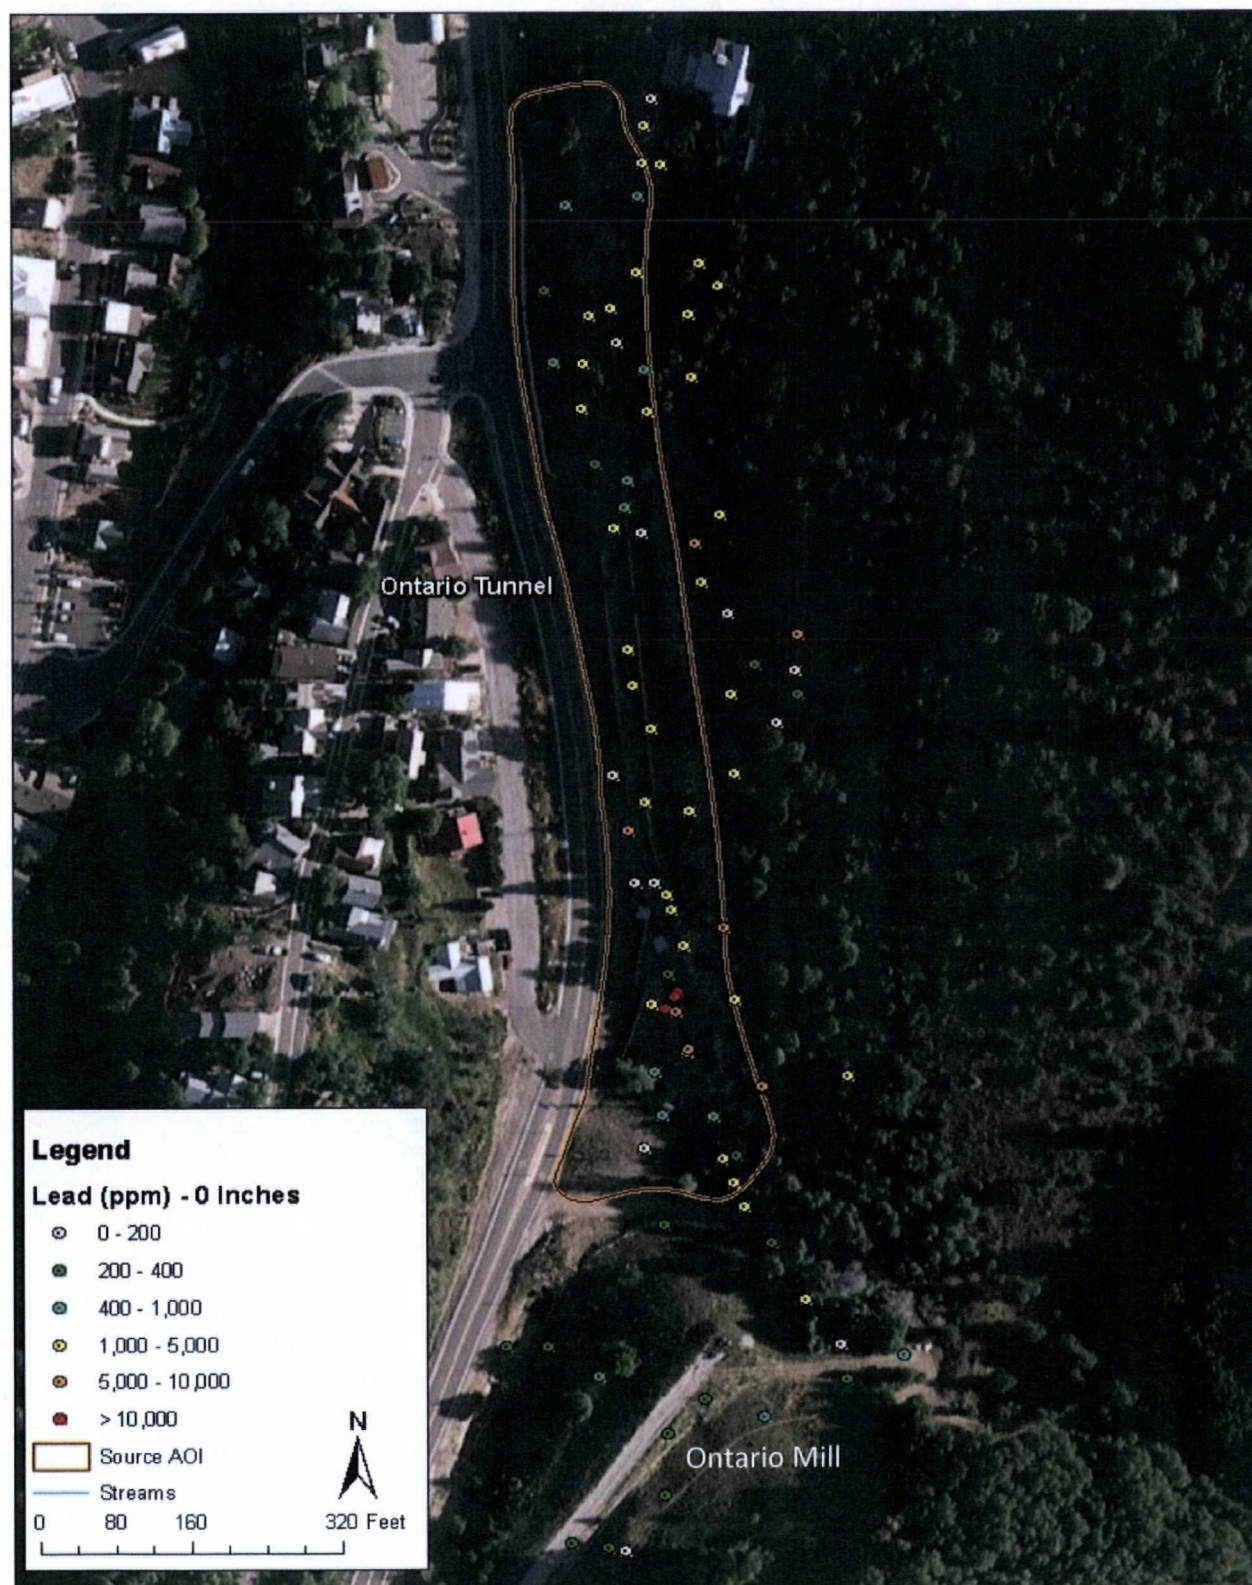 Ontario Tunnel
Legend
Lead (ppm) - 0 Inches
0 - 200
200 - 400
400 - 1,000
1,000 - 5,000
5,000 - 10,000
> 10,000
Source AOI
Streams
N
0 80 160 320 Feet
Ontario Mill